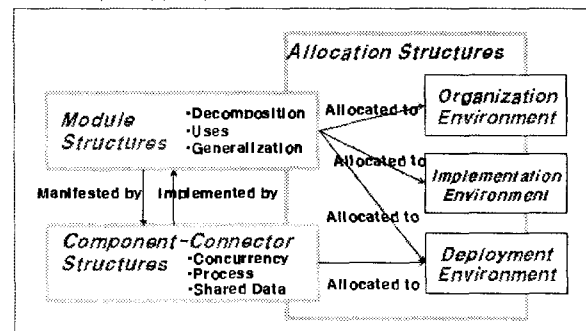 Allocation Structures
Module
Structures
•Decomposition
•Uses
•Generalization
Allocated to
Organization
Environment
Allocated to
Implementation
Environment
Manifested by
Implemented by
Allocated to
Component-Connector
Structures
•Concurrency
•Process
•Shared Data
Allocated to
Deployment
Environment